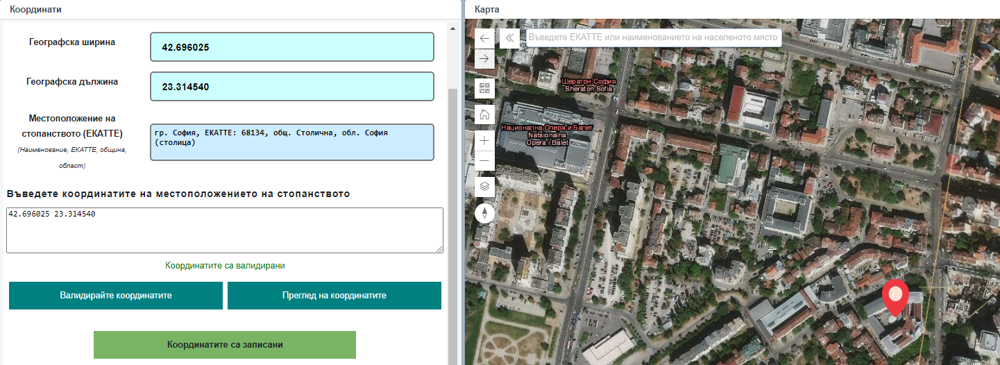 Координати
Географска ширина
42.696025
Географска дължина
23.314540
Местоположение на
стопанството (ЕКАТТЕ)
(Наименование, ЕКАТТЕ, община,
област)
гр. София, ЕКАТТЕ: 68134, общ. Столична, обл. София
(столица)
Въведете координатите на местоположението на стопанството
42.696025 23.314540
Координатите са валидирани
Валидирайте координатите
Преглед на координатите
Координатите са записани
Карта
Въведете ЕКАТТЕ или наименованието на населеното място
Шератон София
Sheraton Sofia
Национална Опера и Балет
Natsionalna
Opera i Balet